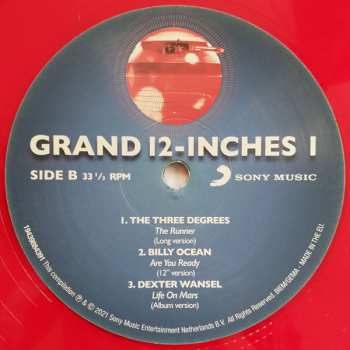 GRAND 12-INCHES 1
SIDE B 33 1/3 RPM
SONY MUSIC
1. THE THREE DEGREES
The Runner
(Long version)
2. BILLY OCEAN
Are You Ready
(12" version)
3. DEXTER WANSEL
Life On Mars
(Album version)
This compilation ℗ & © 2021 Sony Music Entertainment Netherlands B.V. All Rights Reserved. BIEM/GEMA - MADE IN THE EU.